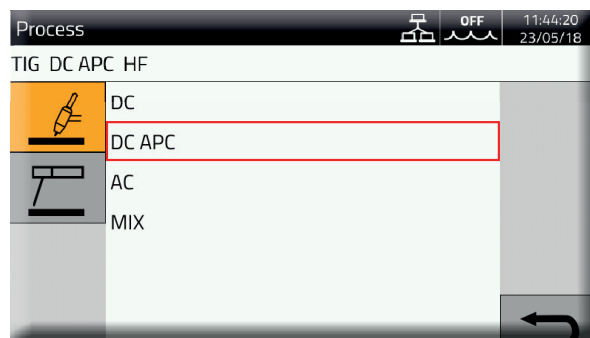 Process
OFF
11:44:20
23/05/18
TIG DC APC HF
DC
DC APC
AC
MIX